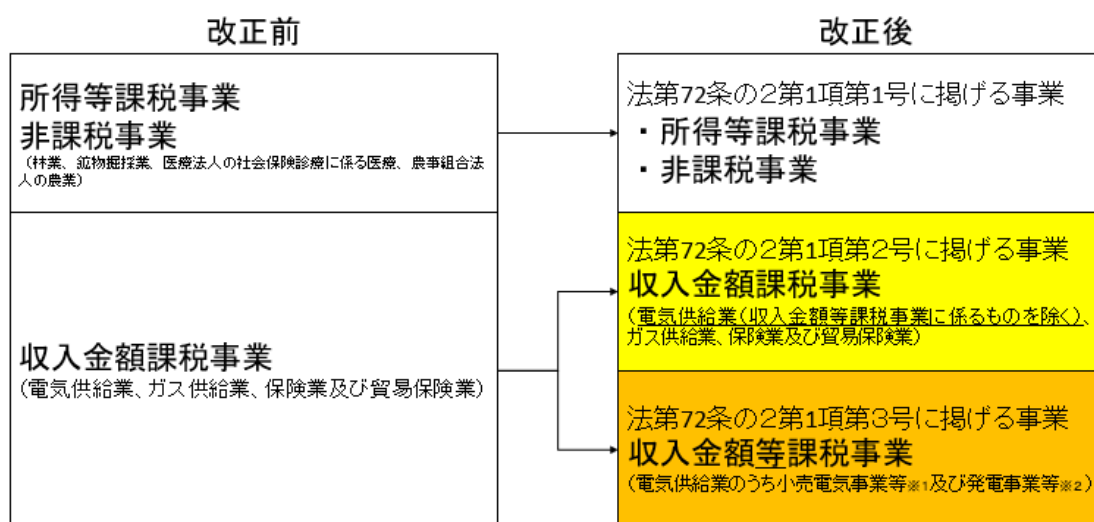 改正前
所得等課税事業
非課税事業
(林業、鉱物掘採業、医療法人の社会保険診療に係る医療、農事組合法
人の農業)
収入金額課税事業
(電気供給業、ガス供給業、保険業及び貿易保険業)
改正後
法第72条の2第1項第1号に掲げる事業
・所得等課税事業
・非課税事業
法第72条の2第1項第2号に掲げる事業
収入金額課税事業
(電気供給業(収入金額等課税事業に係るものを除く)、
ガス供給業、保険業及び貿易保険業)
法第72条の2第1項第3号に掲げる事業
収入金額等課税事業
(電気供給業のうち小売電気事業等※1及び発電事業等※2)